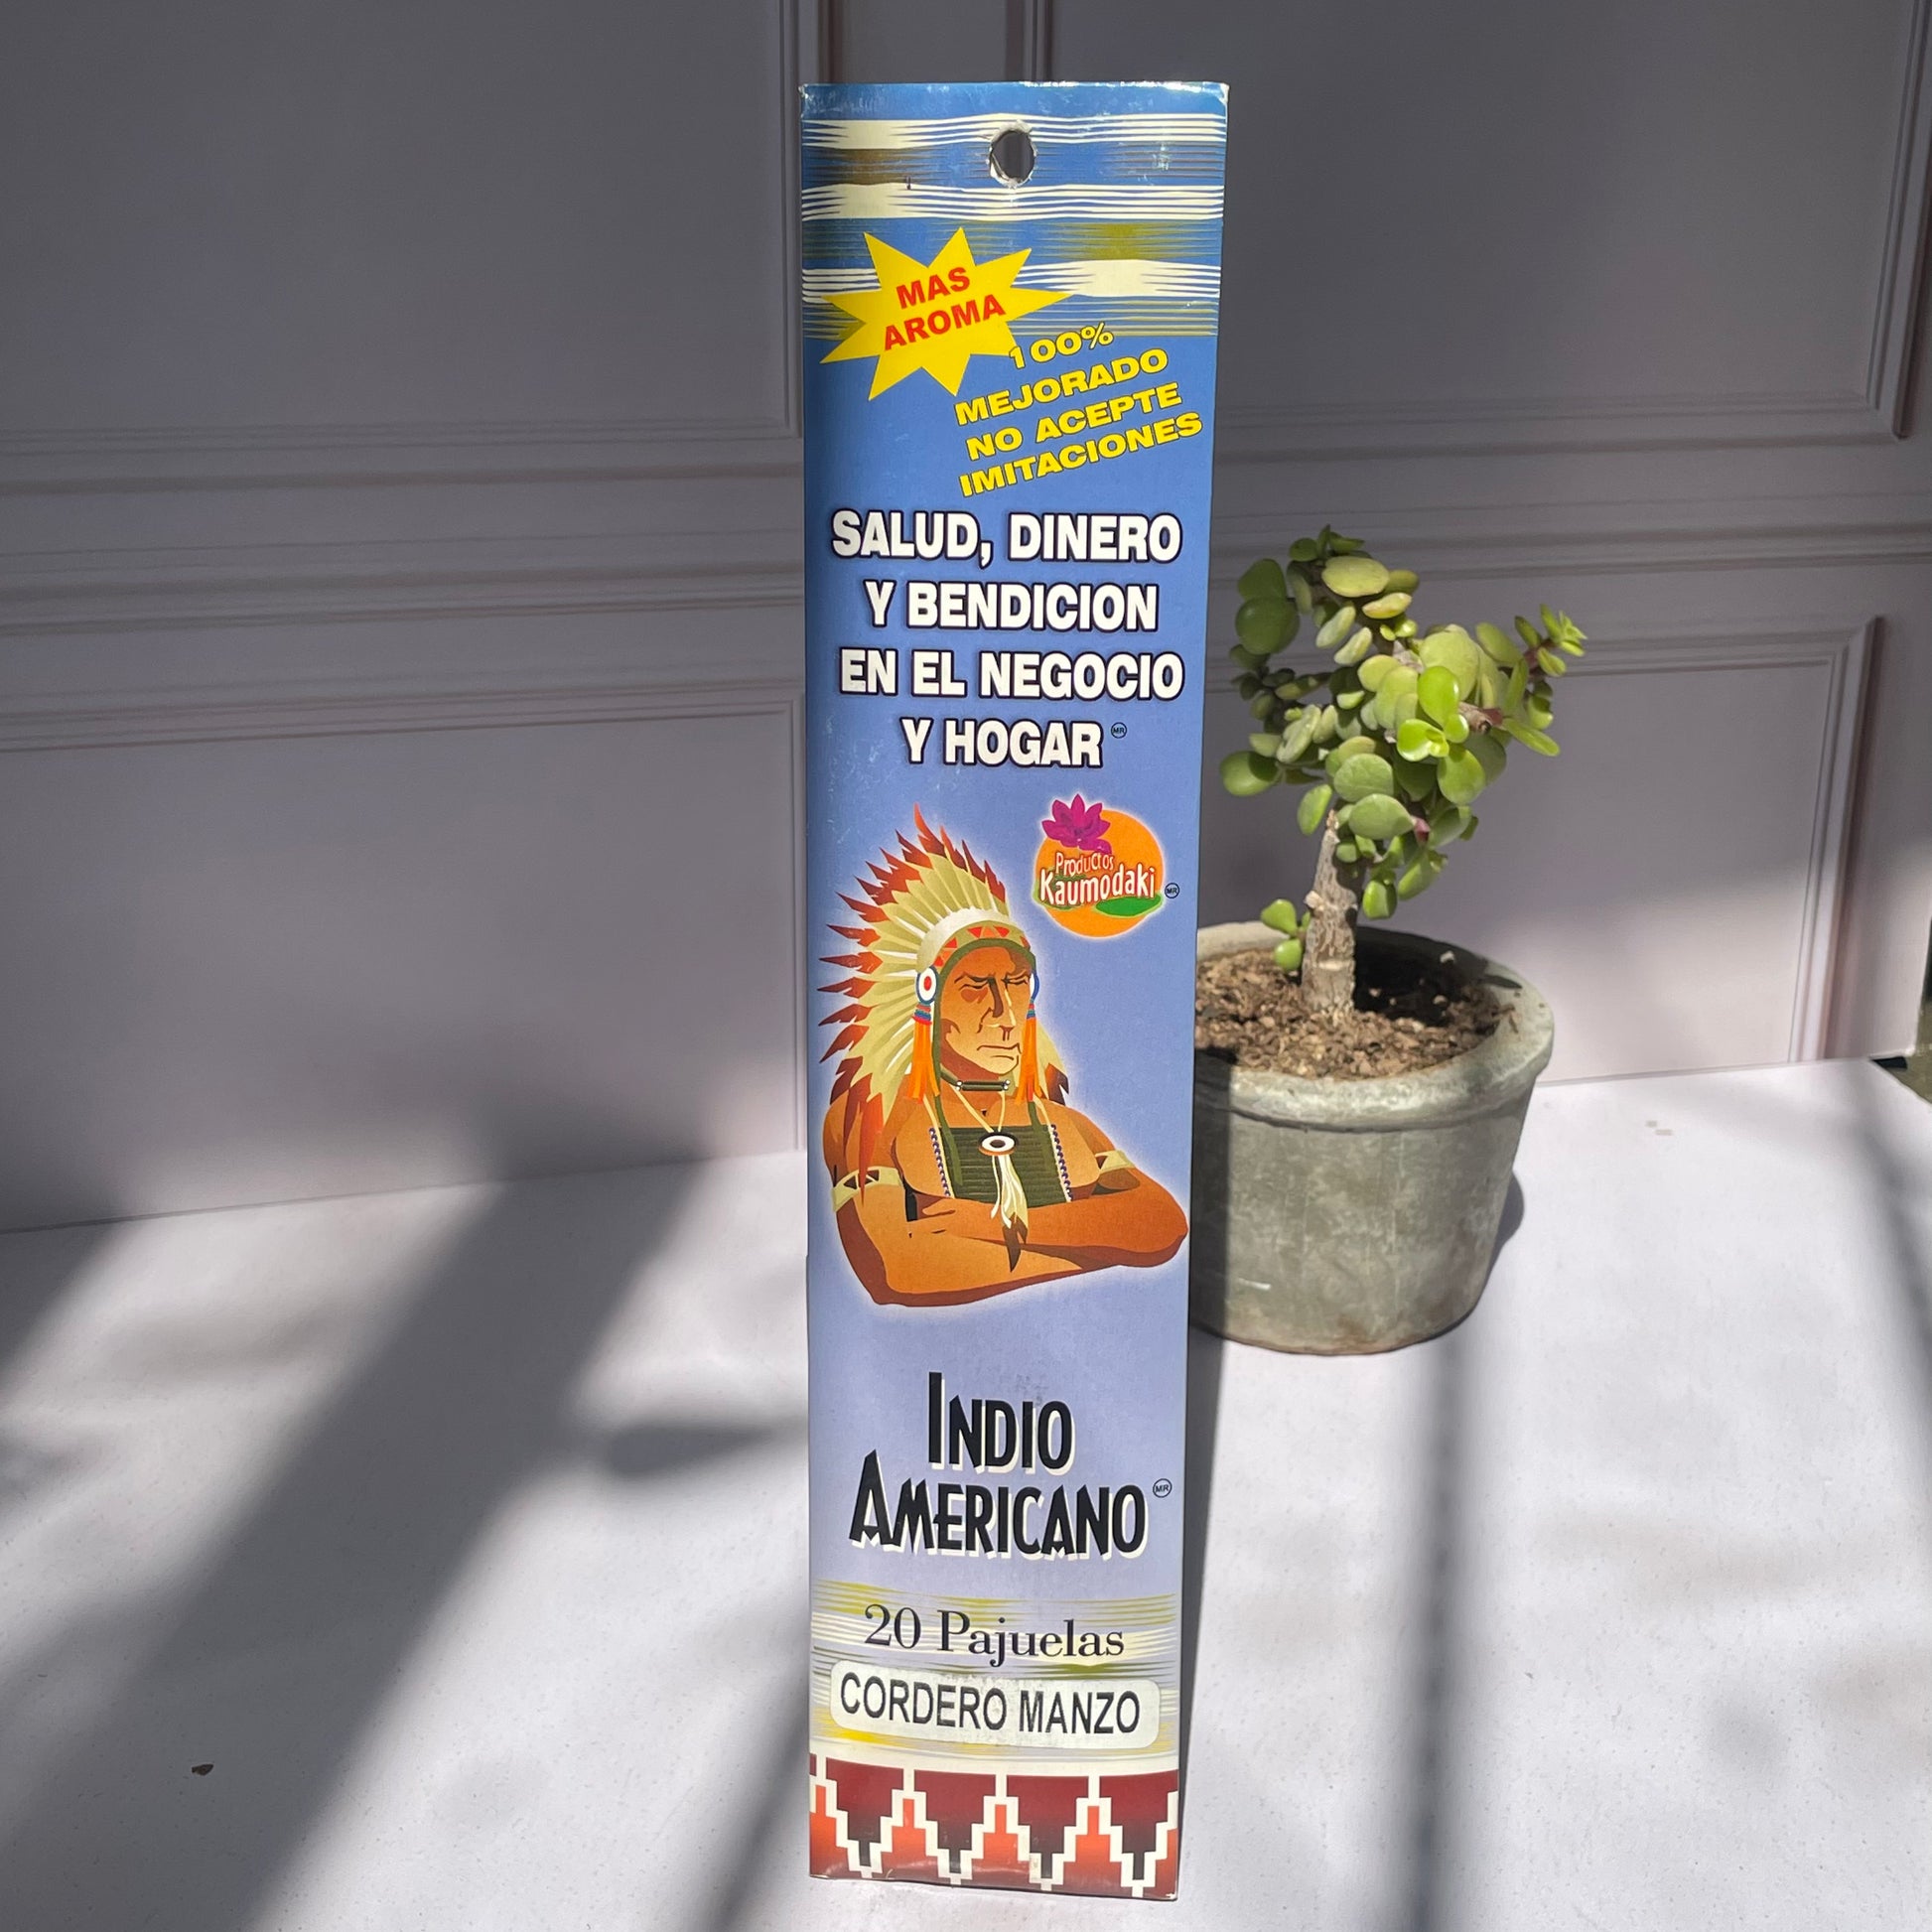 MAS
AROMA
100%
MEJORADO
NO ACEPTE
IMITACIONES
SALUD, DINERO
Y BENDICION
EN EL NEGOCIO
Y HOGAR MR
Productos
Kaumodaki MR
INDIO
AMERICANO MR
20 Pajuelas
CORDERO MANZO